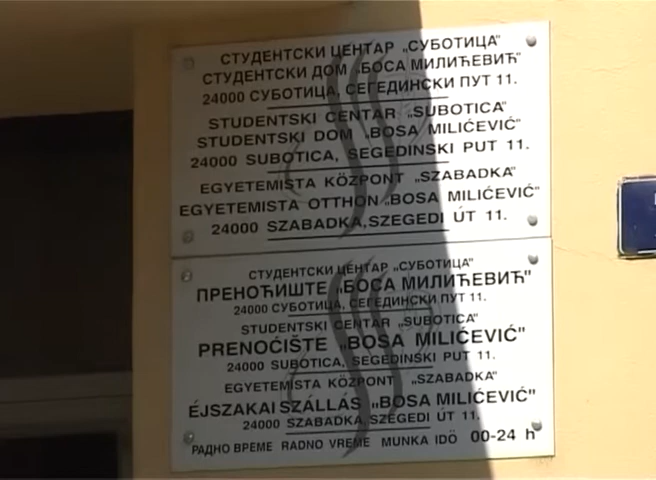 СТУДЕНТСКИ ЦЕНТАР „СУБОТИЦА"
СТУДЕНТСКИ ДОМ „БОСА МИЛИЋЕВИЋ"
24000 СУБОТИЦА, СЕГЕДИНСКИ ПУТ 11.
STUDENTSKI CENTAR „SUBOTICA"
STUDENTSKI DOM „BOSA MILIĆEVIĆ"
24000 SUBOTICA, SEGEDINSKI PUT 11.
EGYETEMISTA KÖZPONT „SZABADKA"
EGYETEMISTA OTTHON „BOSA MILIĆEVIĆ"
24000 SZABADKA, SZEGEDI ÚT 11.
СТУДЕНТСКИ ЦЕНТАР „СУБОТИЦА"
ПРЕНОЋИШТЕ „БОСА МИЛИЋЕВИЋ"
24000 СУБОТИЦА, СЕГЕДИНСКИ ПУТ 11.
STUDENTSKI CENTAR „SUBOTICA"
PRENOĆIŠTE „BOSA MILIĆEVIĆ"
24000 SUBOTICA, SEGEDINSKI PUT 11.
EGYETEMISTA KÖZPONT „SZABADKA"
ÉJSZAKAI SZÁLLÁS „BOSA MILIĆEVIĆ"
24000 SZABADKA, SZEGEDI ÚT 11.
РАДНО ВРЕМЕ RADNO VREME MUNKA IDÖ 00-24 h